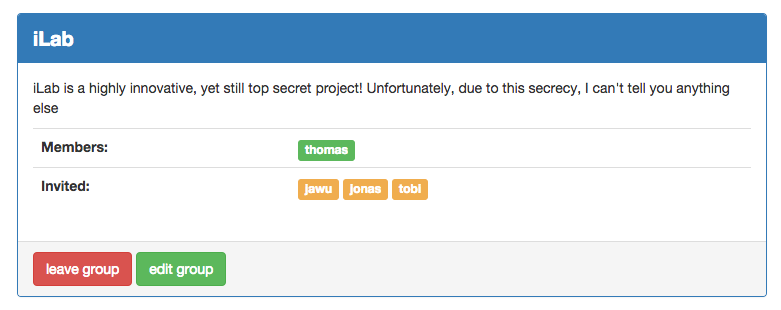 iLab
iLab is a highly innovative, yet still top secret project! Unfortunately, due to this secrecy, I can't tell you anything
else
Members: thomas
Invited: jawu jonas tobi
leave group edit group